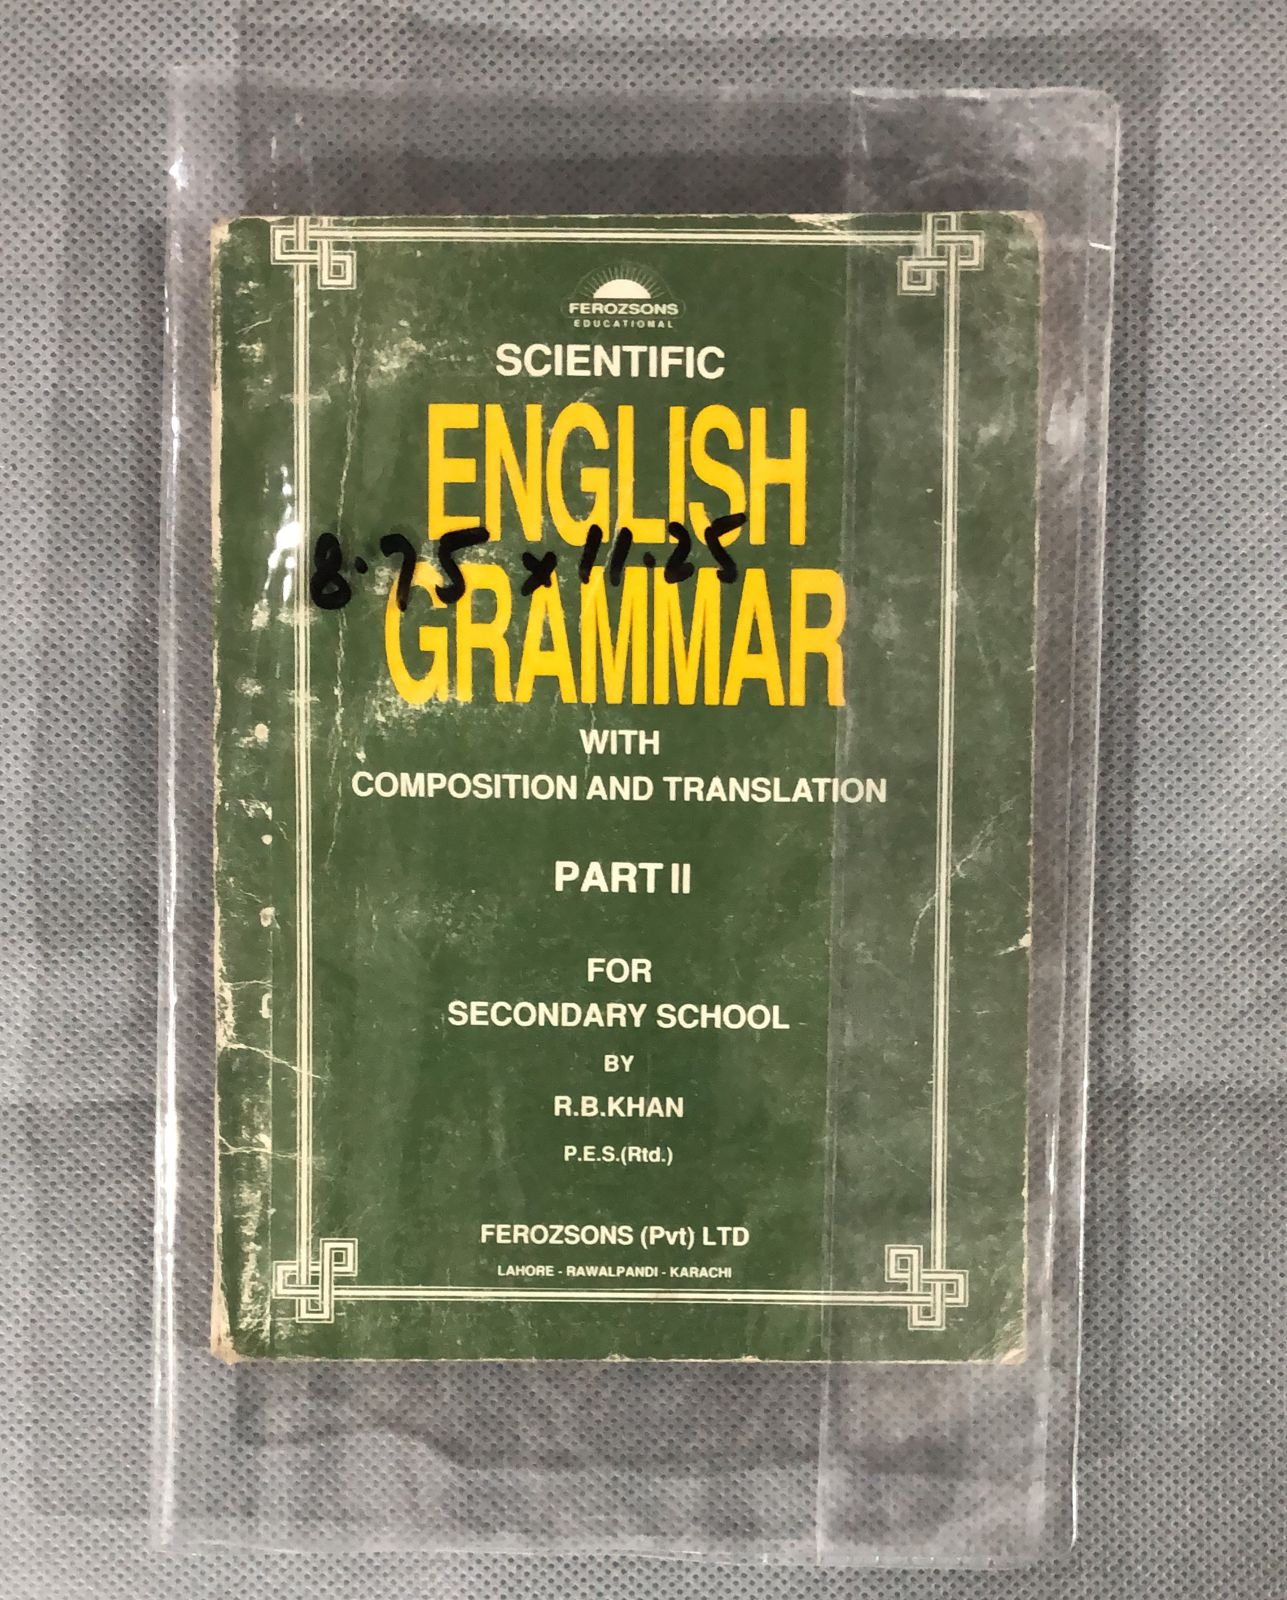 FEROZSONS
EDUCATIONAL
SCIENTIFIC
ENGLISH
8.75 x 11.25
GRAMMAR
WITH
COMPOSITION AND TRANSLATION
PART II
FOR
SECONDARY SCHOOL
BY
R.B.KHAN
P.E.S.(Rtd.)
FEROZSONS (Pvt) LTD
LAHORE - RAWALPANDI - KARACHI